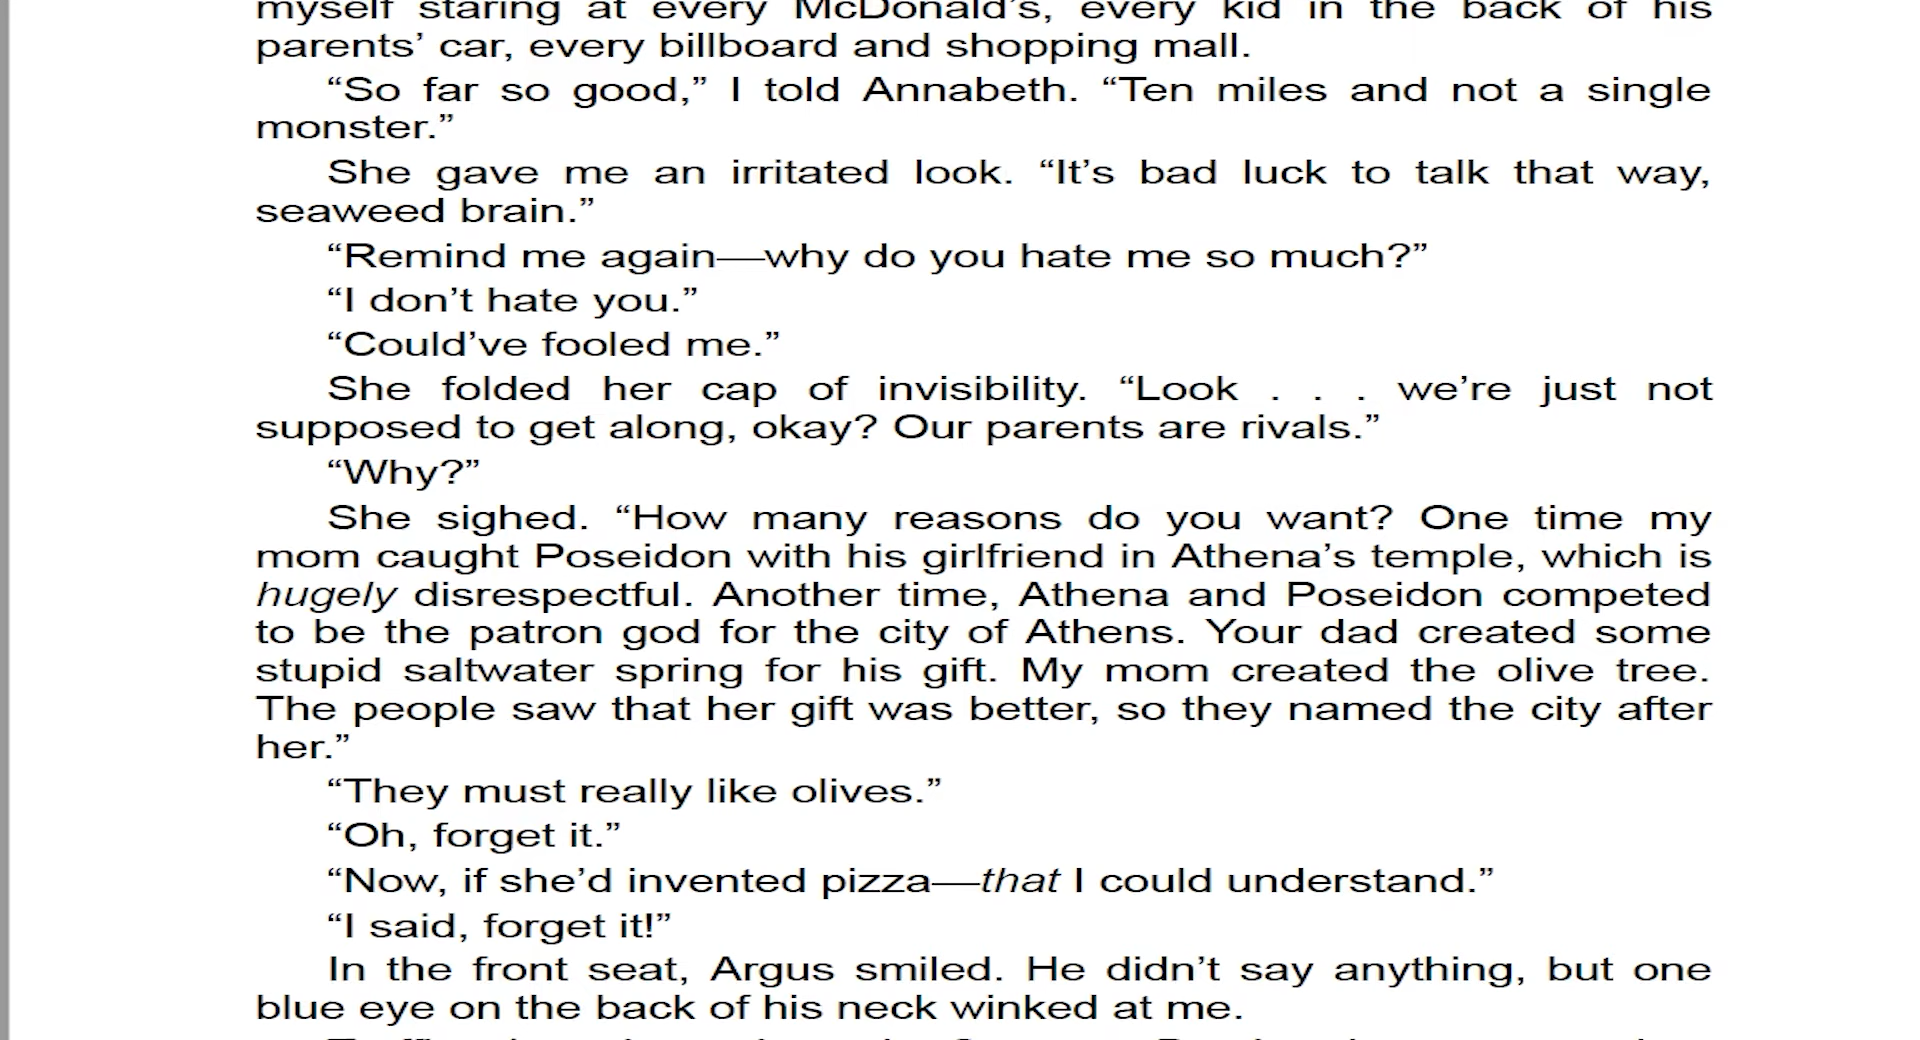 myself staring at every McDonald’s, every kid in the back of his
parents’ car, every billboard and shopping mall.
“So far so good,” I told Annabeth. “Ten miles and not a single
monster.”
She gave me an irritated look. “It’s bad luck to talk that way,
seaweed brain.”
“Remind me again—why do you hate me so much?”
“I don’t hate you.”
“Could’ve fooled me.”
She folded her cap of invisibility. “Look . . . we’re just not
supposed to get along, okay? Our parents are rivals.”
“Why?”
She sighed. “How many reasons do you want? One time my
mom caught Poseidon with his girlfriend in Athena’s temple, which is
hugely disrespectful. Another time, Athena and Poseidon competed
to be the patron god for the city of Athens. Your dad created some
stupid saltwater spring for his gift. My mom created the olive tree.
The people saw that her gift was better, so they named the city after
her.”
“They must really like olives.”
“Oh, forget it.”
“Now, if she’d invented pizza—that I could understand.”
“I said, forget it!”
In the front seat, Argus smiled. He didn’t say anything, but one
blue eye on the back of his neck winked at me.